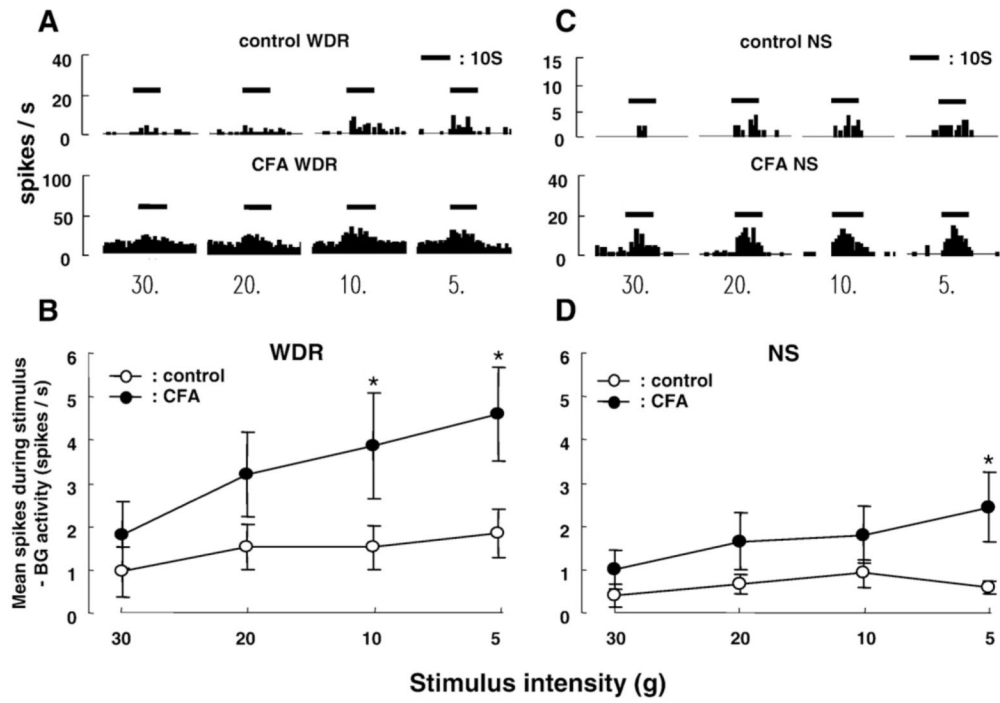 A
control WDR
: 10S
40
20
0
spikes / s
CFA WDR
100
50
0
30. 20. 10. 5.
C
control NS
: 10S
15
10
5
0
CFA NS
40
20
0
30. 20. 10. 5.
B
WDR
: control
: CFA
* *
6
5
4
3
2
1
0
Mean spikes during stimulus
- BG activity (spikes / s)
30 20 10 5
D
NS
: control
: CFA
*
6
5
4
3
2
1
0
30 20 10 5
Stimulus intensity (g)